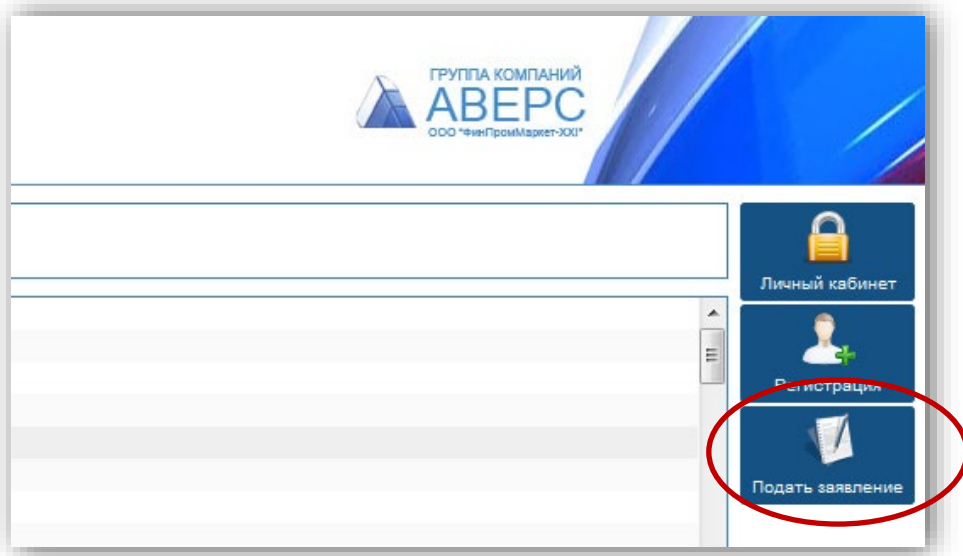 ГРУППА КОМПАНИЙ
АВЕРС
ООО "ФинПромМаркет-XXI"
Личный кабинет
Регистрация
Подать заявление